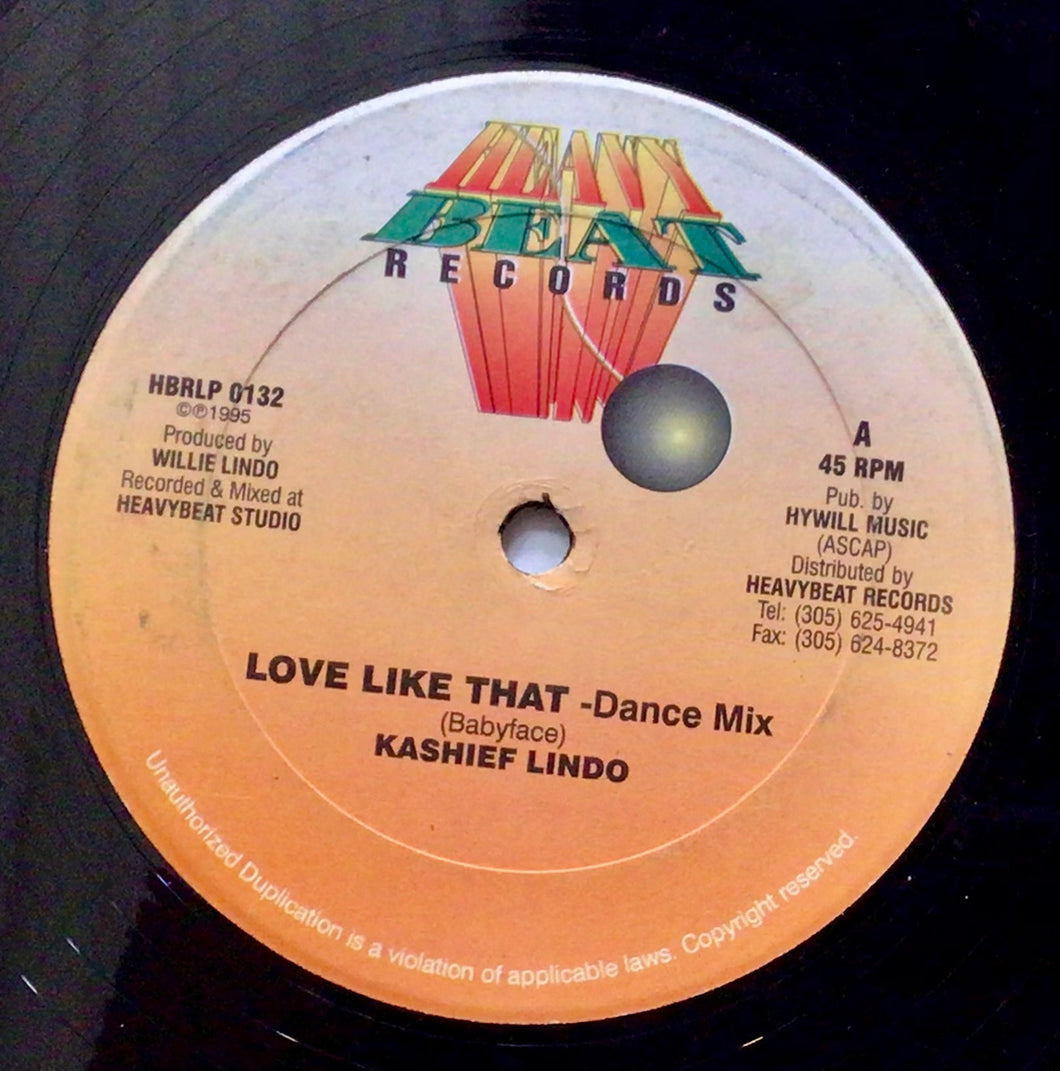 HEAVY
BEAT
RECORDS
HBRLP 0132
©℗1995
Produced by
WILLIE LINDO
Recorded & Mixed at
HEAVYBEAT STUDIO
A
45 RPM
Pub. by
HYWILL MUSIC
(ASCAP)
Distributed by
HEAVYBEAT RECORDS
Tel: (305) 625-4941
Fax: (305) 624-8372
LOVE LIKE THAT -Dance Mix
(Babyface)
KASHIEF LINDO
Unauthorized Duplication is a violation of applicable laws. Copyright reserved.